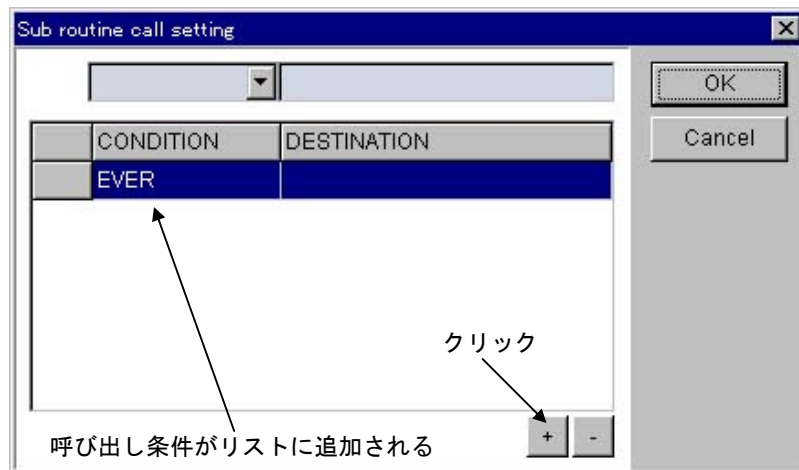 Sub routine call setting
OK
CONDITION DESTINATION
Cancel
EVER
クリック
呼び出し条件がリストに追加される
+ -